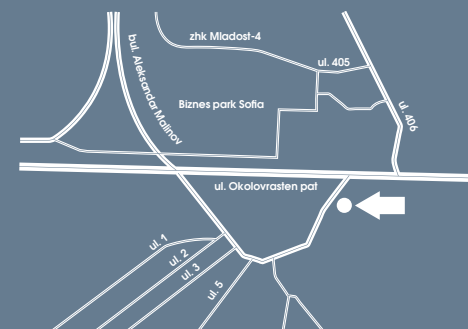 zhk Mladost-4
ul. 405
bul. Aleksandar Malinov
Biznes park Sofia
ul. 406
ul. Okolovrasten pat
ul. 1
ul. 2
ul. 3
ul. 5